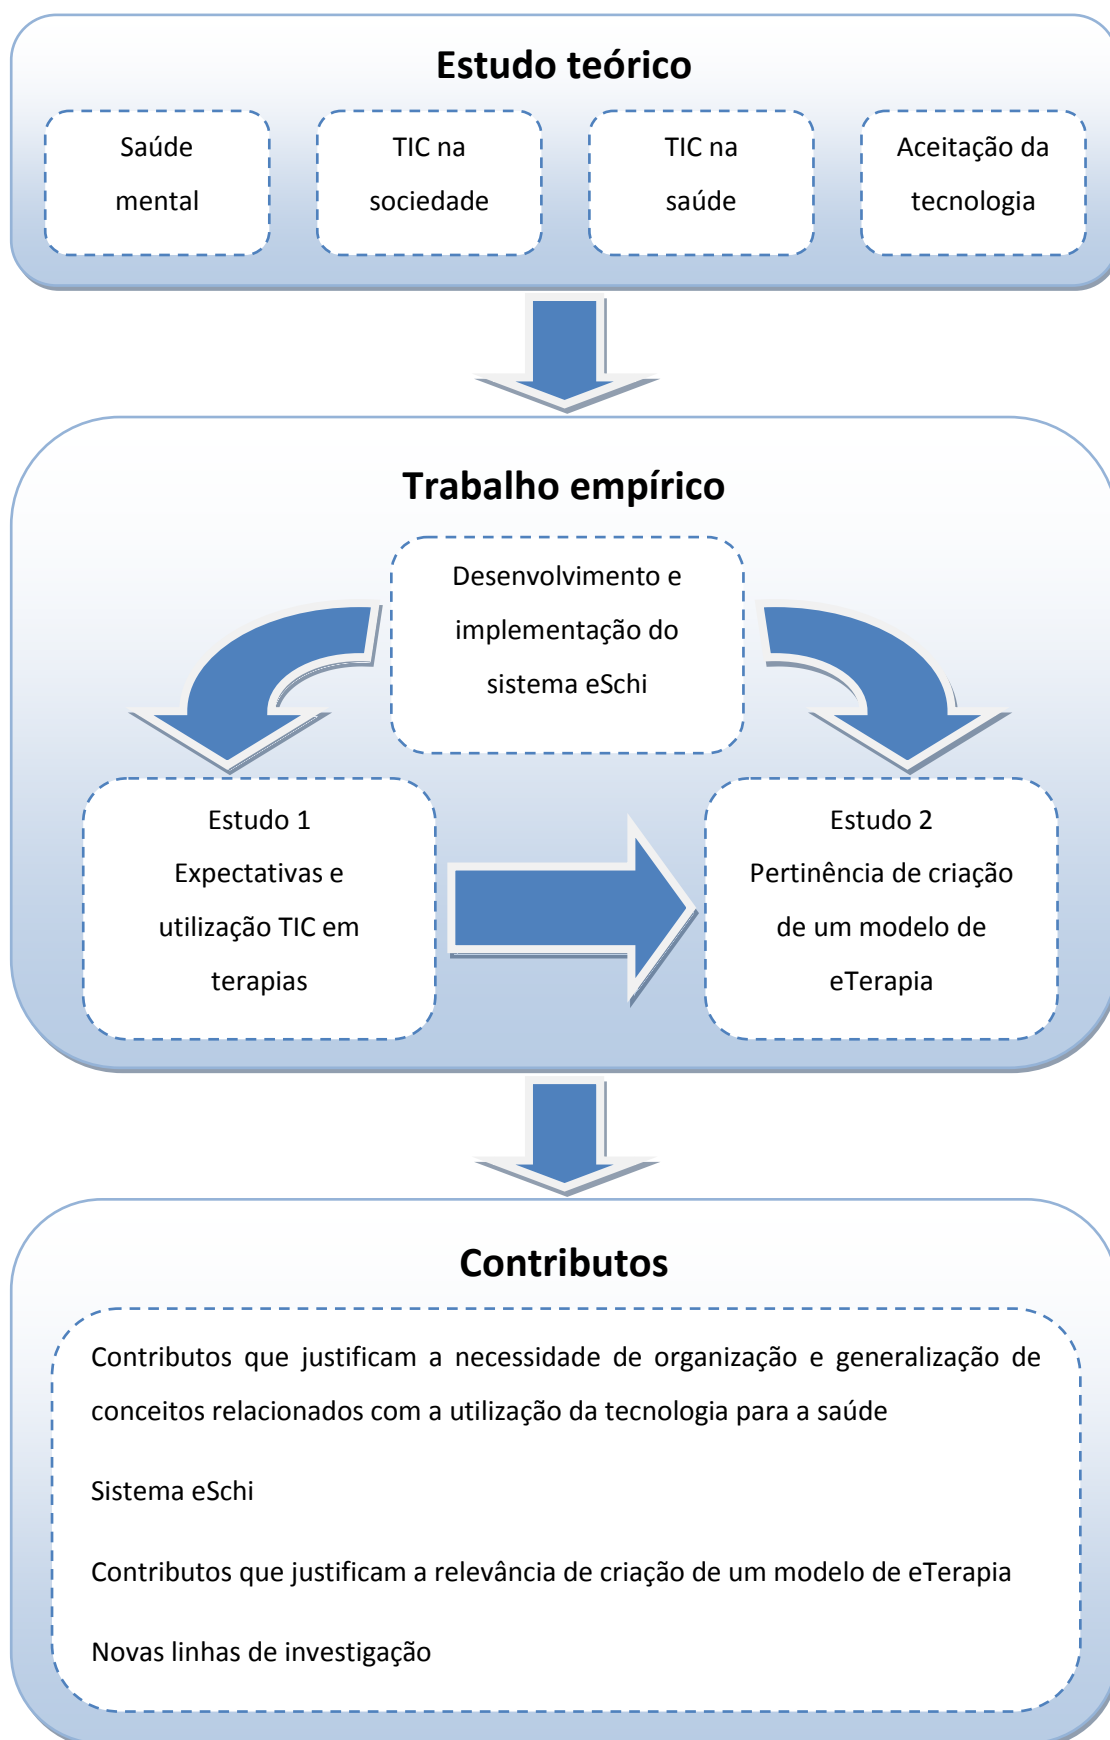 Estudo teórico
Saúde
mental
TIC na
sociedade
TIC na
saúde
Aceitação da
tecnologia
Trabalho empírico
Desenvolvimento e
implementação do
sistema eSchi
Estudo 1
Expectativas e
utilização TIC em
terapias
Estudo 2
Pertinência de criação
de um modelo de
eTerapia
Contributos
Contributos que justificam a necessidade de organização e generalização de
conceitos relacionados com a utilização da tecnologia para a saúde
Sistema eSchi
Contributos que justificam a relevância de criação de um modelo de eTerapia
Novas linhas de investigação